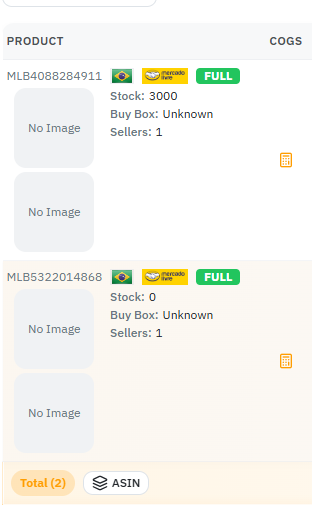 PRODUCT COGS
MLB4088284911 mercado livre FULL
No Image
Stock: 3000
Buy Box: Unknown
Sellers: 1
No Image
MLB5322014868 mercado livre FULL
No Image
Stock: 0
Buy Box: Unknown
Sellers: 1
No Image
Total (2) ASIN